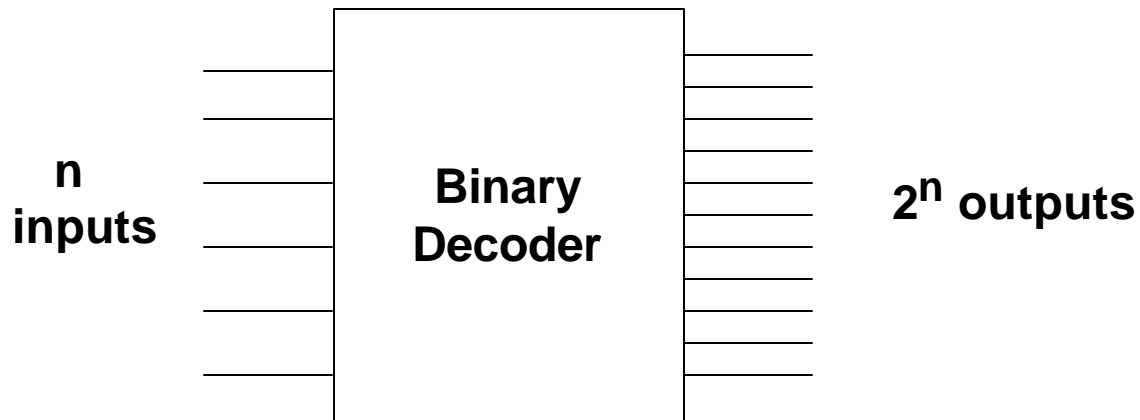 n
inputs
Binary
Decoder
2ⁿ outputs